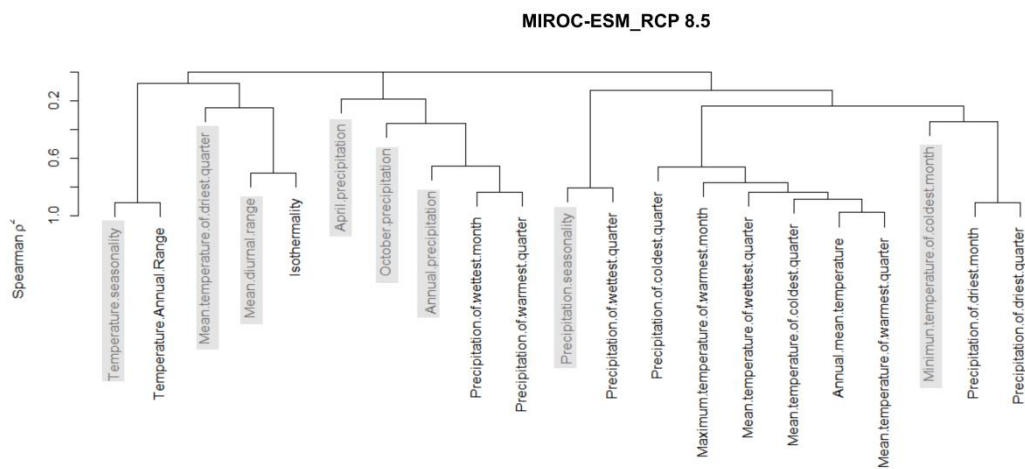 MIROC-ESM_RCP 8.5
Spearman ρ²
0.2
0.6
1.0
Temperature.seasonality
Temperature.Annual.Range
Mean.temperature.of.driest.quarter
Mean.diurnal.range
Isothermality
April.precipitation
October.precipitation
Annual.precipitation
Precipitation.of.wettest.month
Precipitation.of.warmest.quarter
Precipitation.seasonality
Precipitation.of.wettest.quarter
Precipitation.of.coldest.quarter
Maximum.temperature.of.warmest.month
Mean.temperature.of.wettest.quarter
Mean.temperature.of.coldest.quarter
Annual.mean.temperature
Mean.temperature.of.warmest.quarter
Minimun.temperature.of.coldest.month
Precipitation.of.driest.month
Precipitation.of.driest.quarter